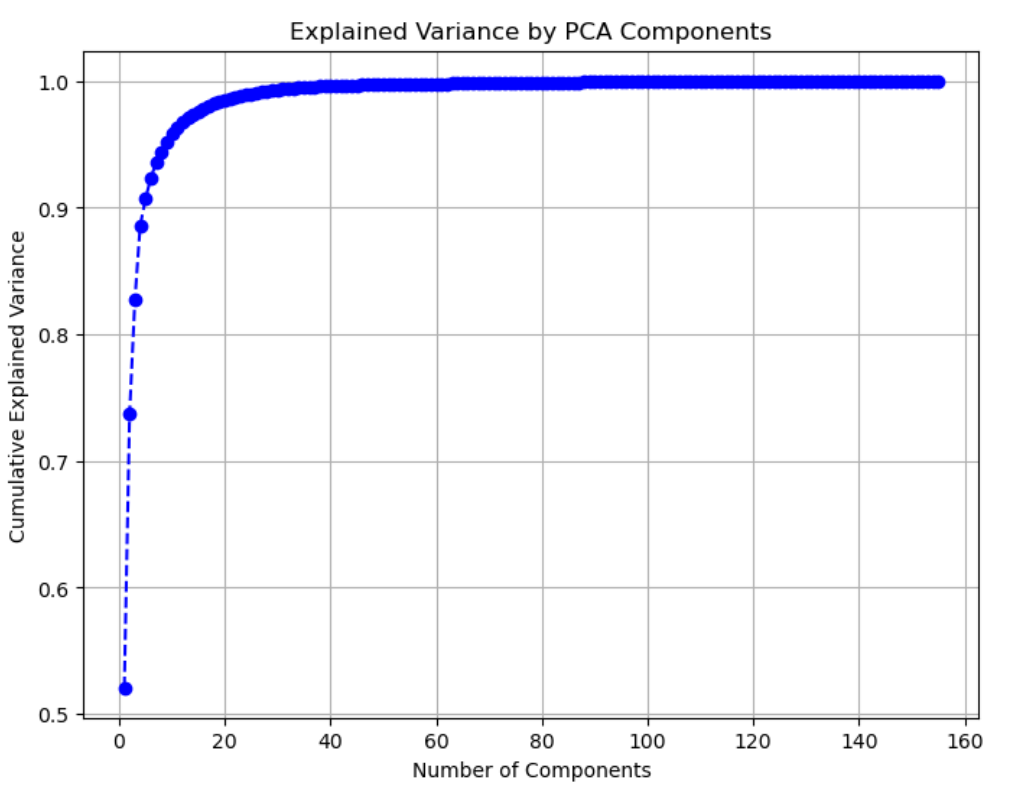 Explained Variance by PCA Components
Cumulative Explained Variance
1.0
0.9
0.8
0.7
0.6
0.5
0 20 40 60 80 100 120 140 160
Number of Components